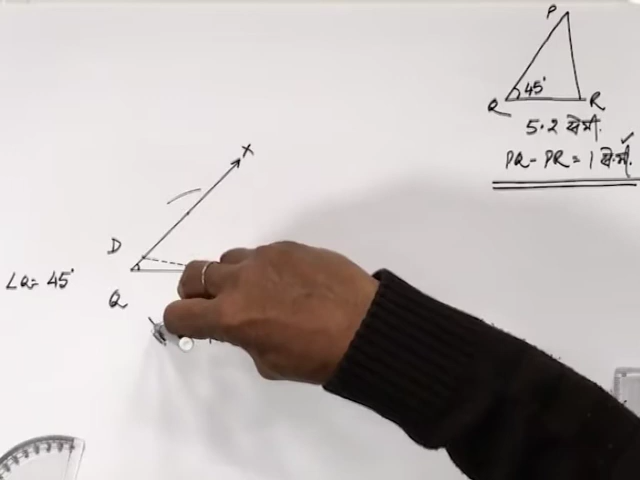 P
45°
Q R
5.2 सेमी.
PQ - PR = 1 से.मी.
X
D
∠Q = 45°
Q